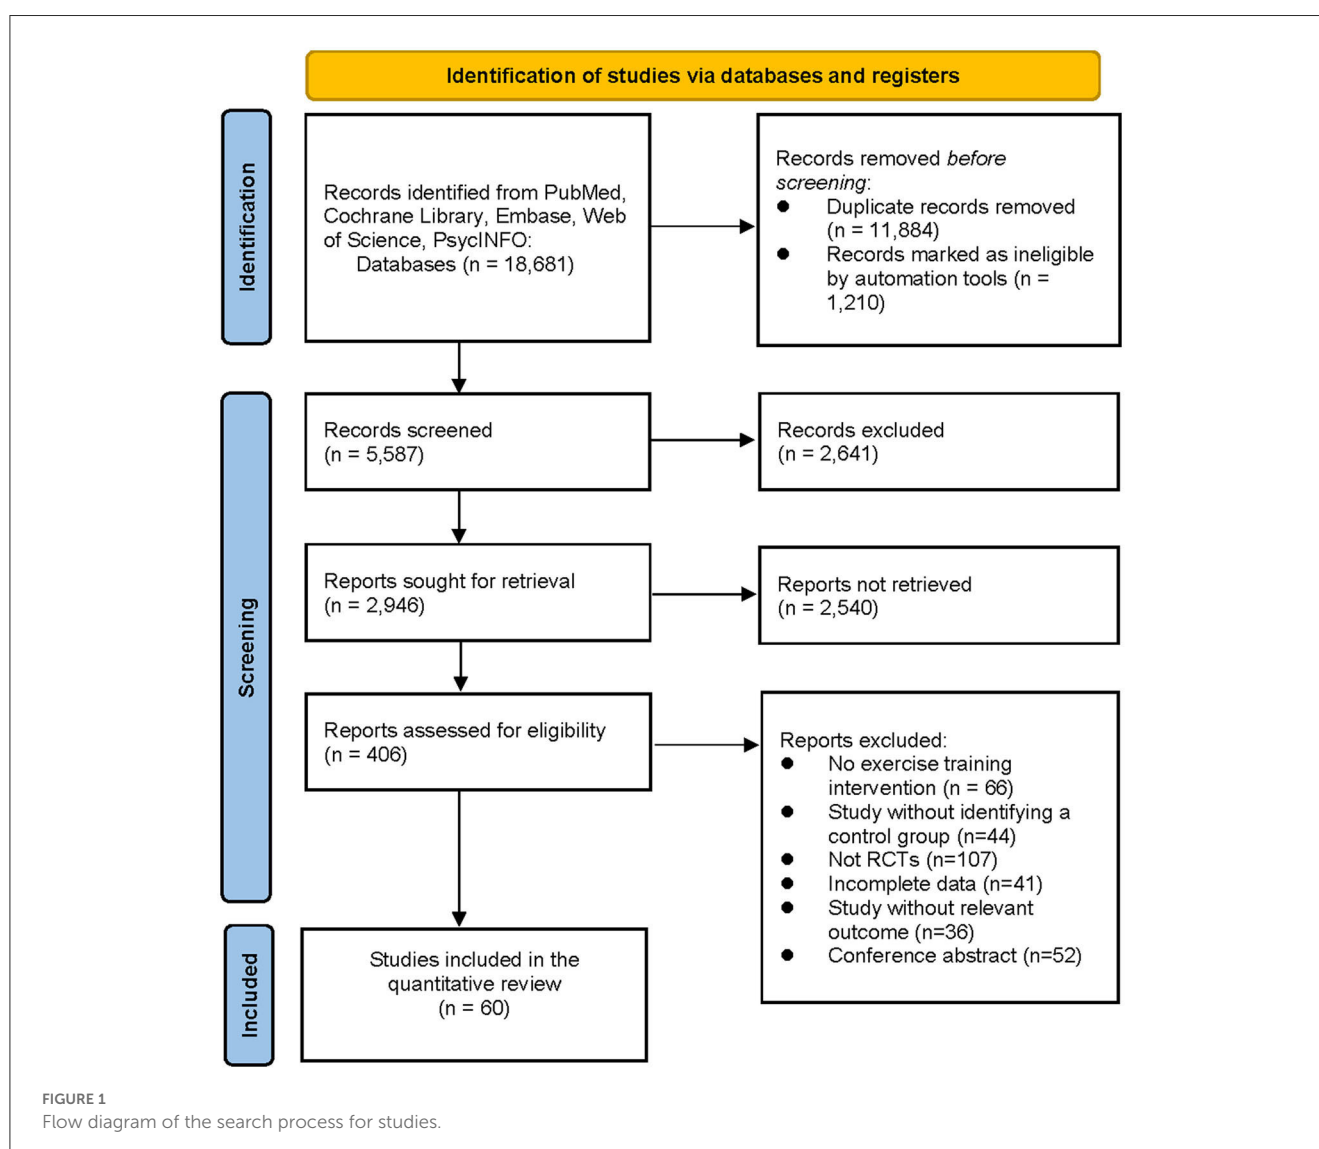 Identification of studies via databases and registers
Identification
Records identified from PubMed,
Cochrane Library, Embase, Web
of Science, PsycINFO:
Databases (n = 18,681)
Records removed before
screening:
● Duplicate records removed
(n = 11,884)
● Records marked as ineligible
by automation tools (n =
1,210)
Screening
Records screened
(n = 5,587)
Records excluded
(n = 2,641)
Reports sought for retrieval
(n = 2,946)
Reports not retrieved
(n = 2,540)
Reports assessed for eligibility
(n = 406)
Reports excluded:
● No exercise training
intervention (n = 66)
● Study without identifying a
control group (n=44)
● Not RCTs (n=107)
● Incomplete data (n=41)
● Study without relevant
outcome (n=36)
● Conference abstract (n=52)
Included
Studies included in the
quantitative review
(n = 60)
FIGURE 1
Flow diagram of the search process for studies.